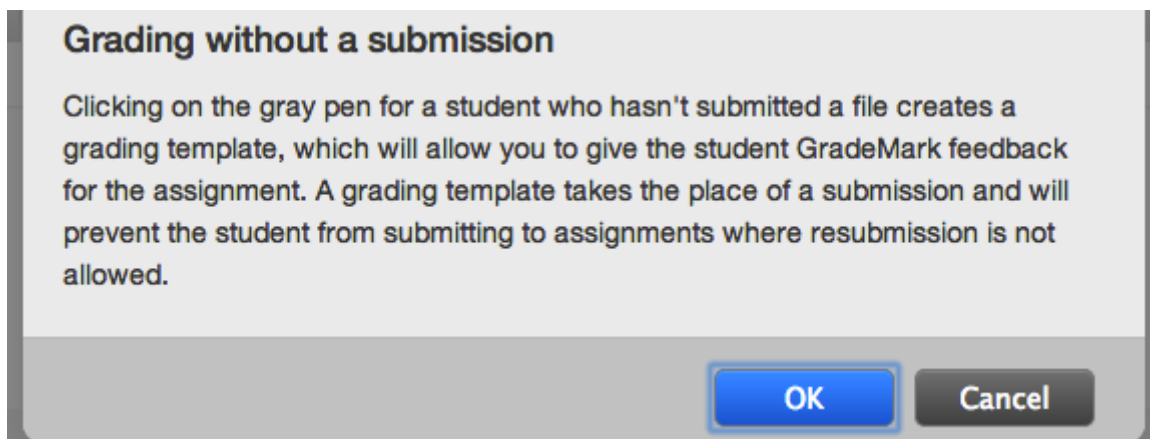 Grading without a submission
Clicking on the gray pen for a student who hasn't submitted a file creates a
grading template, which will allow you to give the student GradeMark feedback
for the assignment. A grading template takes the place of a submission and will
prevent the student from submitting to assignments where resubmission is not
allowed.
OK Cancel